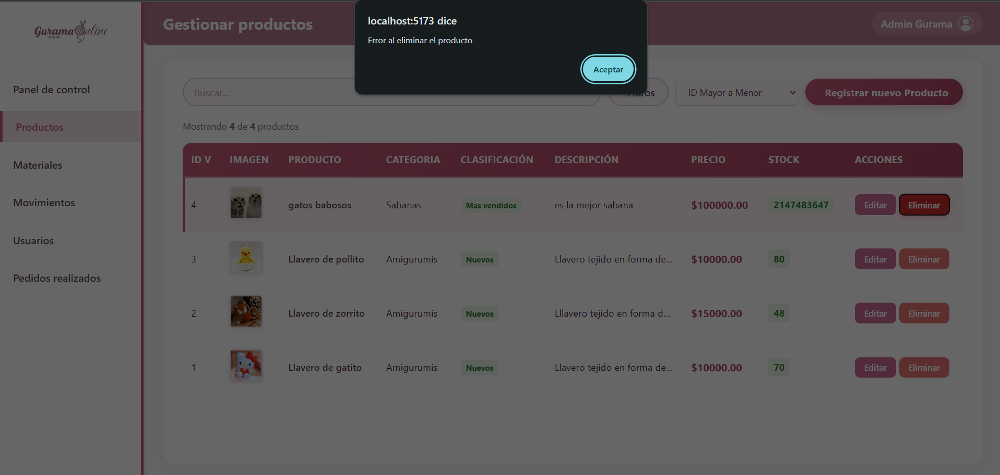 localhost:5173 dice
Error al eliminar el producto
Aceptar
Gurama Online
Gestionar productos
Admin Gurama
Panel de control
Productos
Materiales
Movimientos
Usuarios
Pedidos realizados
Buscar...
ID Mayor a Menor
Registrar nuevo Producto
Mostrando 4 de 4 productos
ID V IMAGEN PRODUCTO CATEGORIA CLASIFICACIÓN DESCRIPCIÓN PRECIO STOCK ACCIONES
4 gatos babosos Sabanas Mas vendidos es la mejor sabana $100000.00 2147483647 Editar Eliminar
3 Llavero de pollito Amigurumis Nuevos Llavero tejido en forma de... $10000.00 80 Editar Eliminar
2 Llavero de zorrito Amigurumis Nuevos Lllavero tejido en forma d... $15000.00 48 Editar Eliminar
1 Llavero de gatito Amigurumis Nuevos Llavero tejido en forma de... $10000.00 70 Editar Eliminar